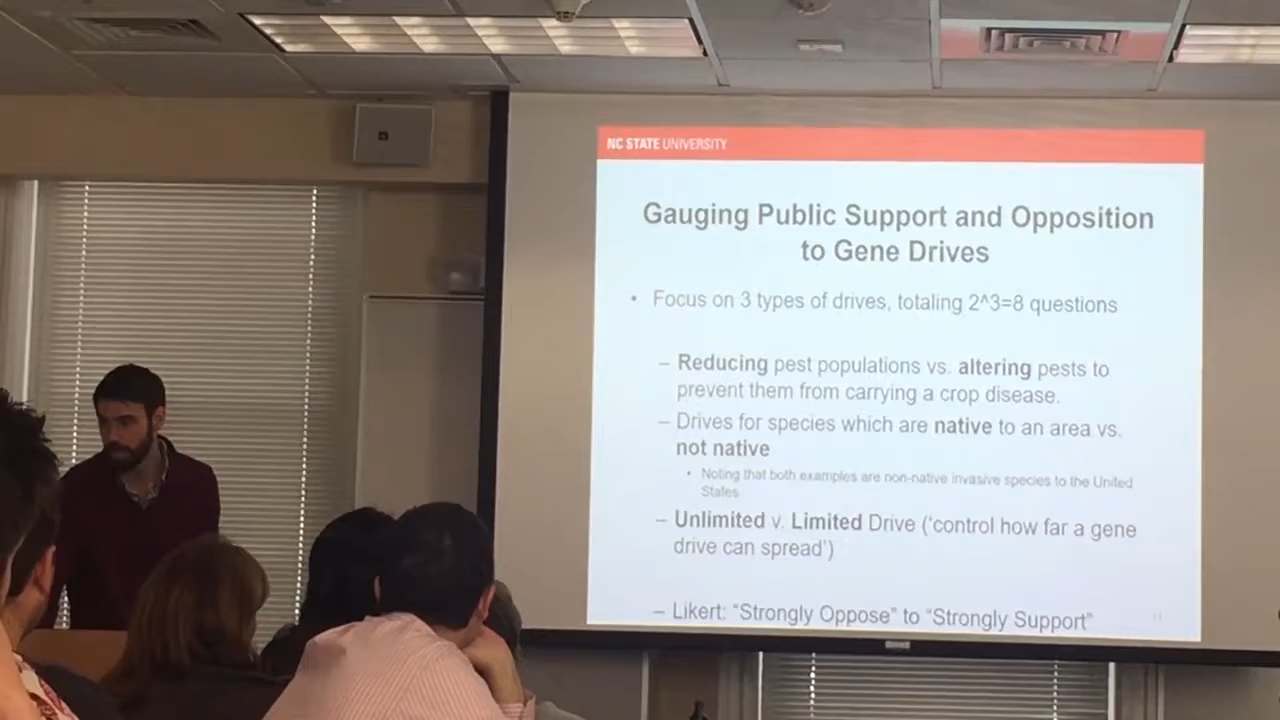 NC STATE UNIVERSITY
Gauging Public Support and Opposition
to Gene Drives
• Focus on 3 types of drives, totaling 2^3=8 questions
– Reducing pest populations vs. altering pests to
prevent them from carrying a crop disease.
– Drives for species which are native to an area vs.
not native
• Noting that both examples are non-native invasive species to the United
States
– Unlimited v. Limited Drive (‘control how far a gene
drive can spread’)
– Likert: “Strongly Oppose” to “Strongly Support”